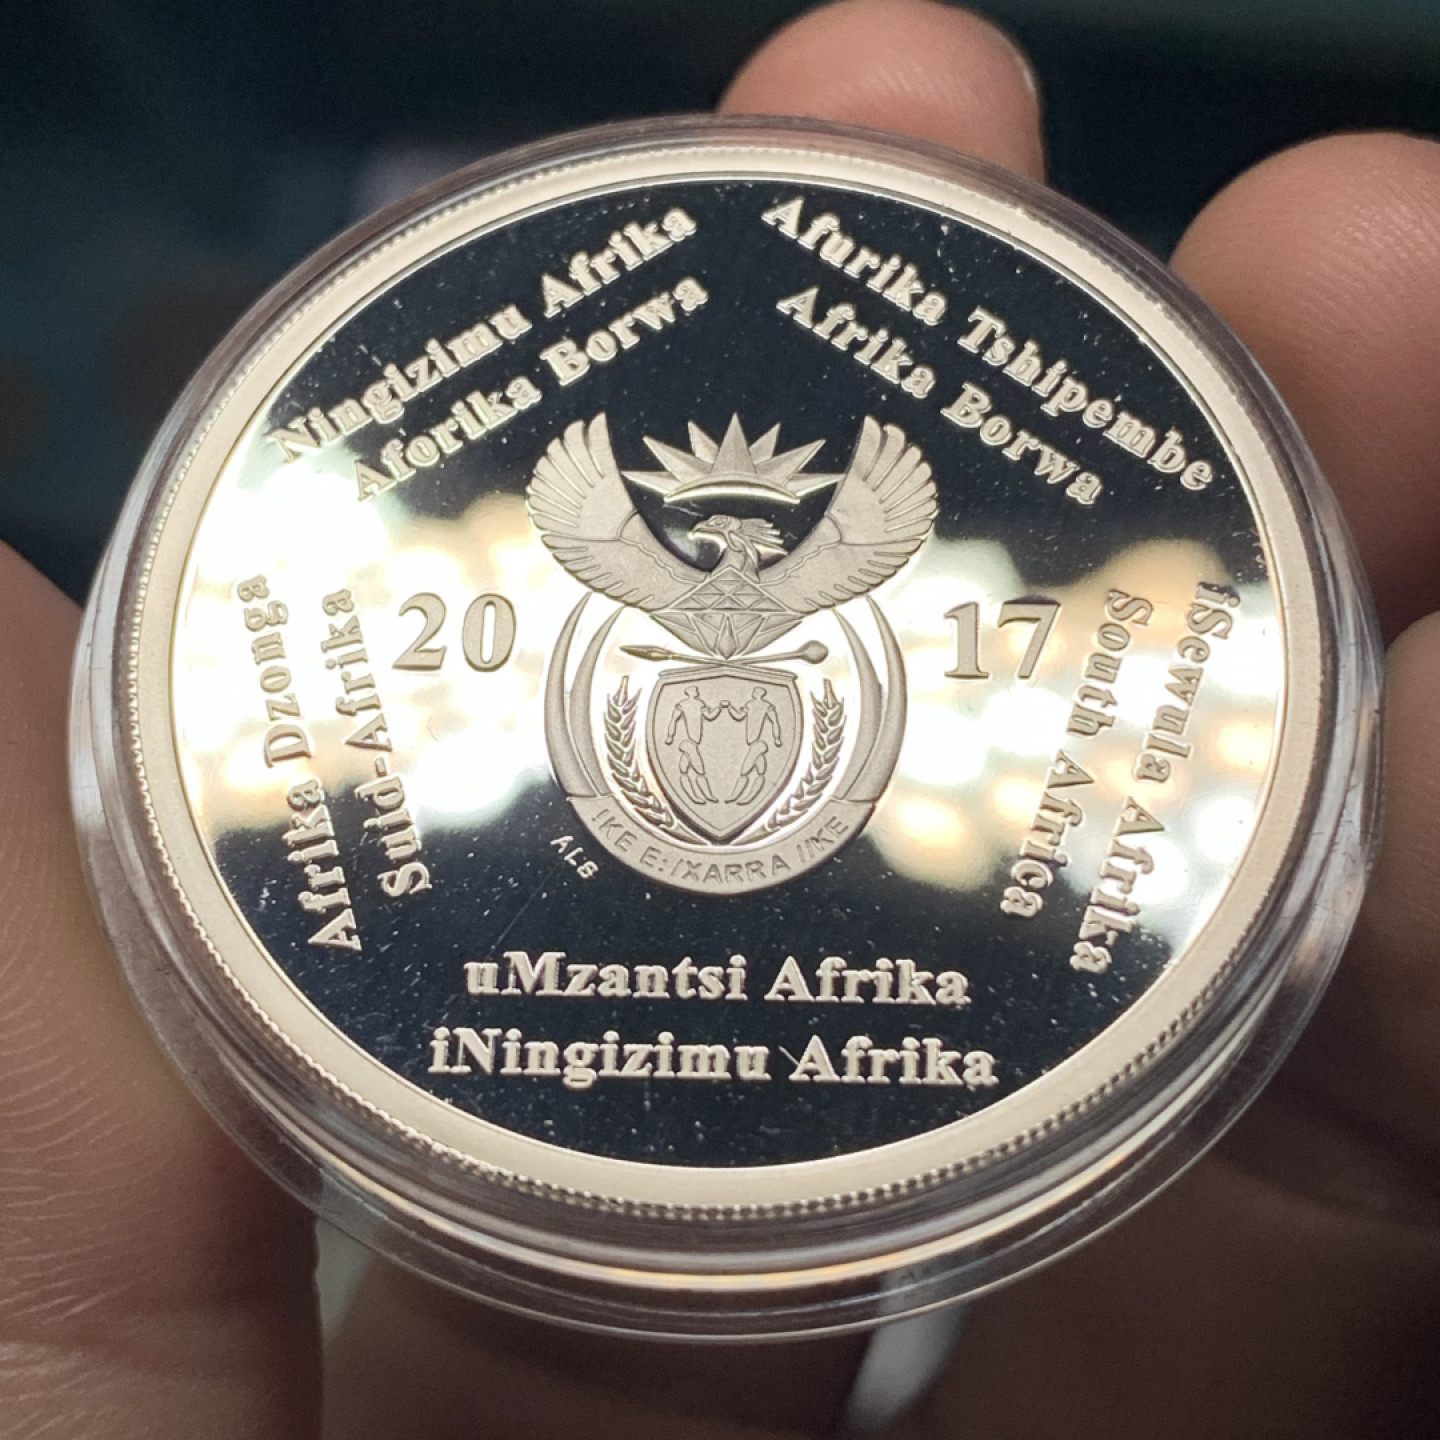 Ningizimu Afrika
Aforika Borwa
Afurika Tshipembe
Afrika Borwa
Afrika Dzonga
Suid-Afrika
20
17
iSewula Afrika
South Africa
!KE E: /XARRA //KE
ALS
uMzantsi Afrika
iNingizimu Afrika